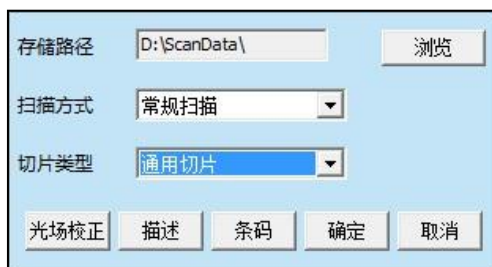 存储路径 D:\ScanData\ 浏览
扫描方式 常规扫描
切片类型 通用切片
光场校正 描述 条码 确定 取消